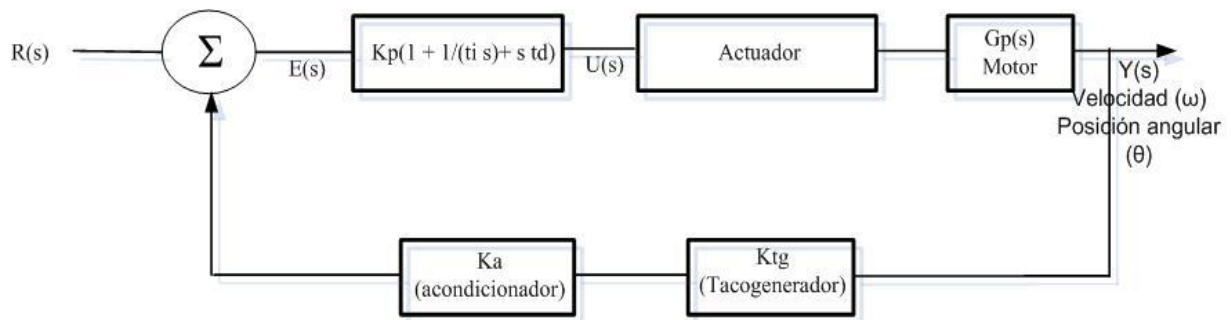 R(s)
Σ
E(s)
Kp(1 + 1/(ti s)+ s td)
U(s)
Actuador
Gp(s)
Motor
Y(s)
Velocidad (ω)
Posición angular
(θ)
Ka
(acondicionador)
Ktg
(Tacogenerador)